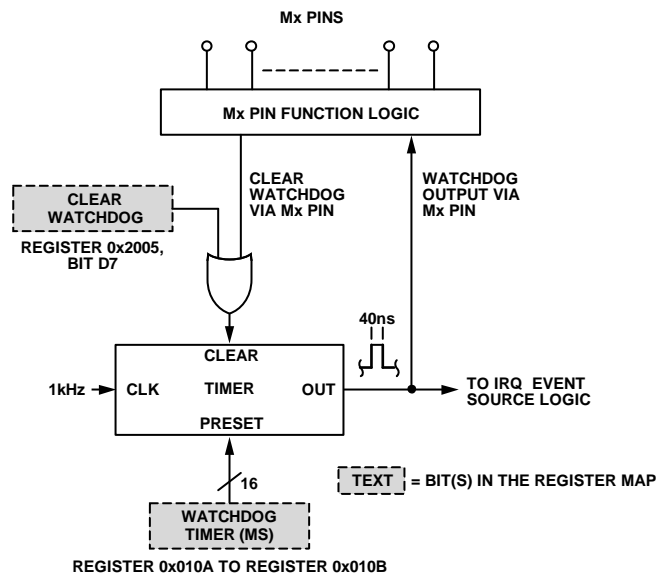 Mx PINS
Mx PIN FUNCTION LOGIC
CLEAR
WATCHDOG
VIA Mx PIN
WATCHDOG
OUTPUT VIA
Mx PIN
CLEAR
WATCHDOG
REGISTER 0x2005,
BIT D7
40ns
CLEAR
1kHz
CLK
TIMER
OUT
PRESET
TO IRQ EVENT
SOURCE LOGIC
16
TEXT = BIT(S) IN THE REGISTER MAP
WATCHDOG
TIMER (MS)
REGISTER 0x010A TO REGISTER 0x010B